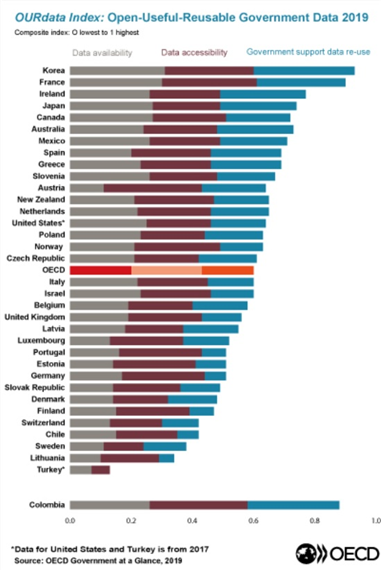 OURdata Index: Open-Useful-Reusable Government Data 2019
Composite index: 0 lowest to 1 highest
Data availability Data accessibility Government support data re-use
Korea
France
Ireland
Japan
Canada
Australia
Mexico
Spain
Greece
Slovenia
Austria
New Zealand
Netherlands
United States*
Poland
Norway
Czech Republic
OECD
Italy
Israel
Belgium
United Kingdom
Latvia
Luxembourg
Portugal
Estonia
Germany
Slovak Republic
Denmark
Finland
Switzerland
Chile
Sweden
Lithuania
Turkey*
Colombia
0.0 0.2 0.4 0.6 0.8 1.0
*Data for United States and Turkey is from 2017
Source: OECD Government at a Glance, 2019
OECD